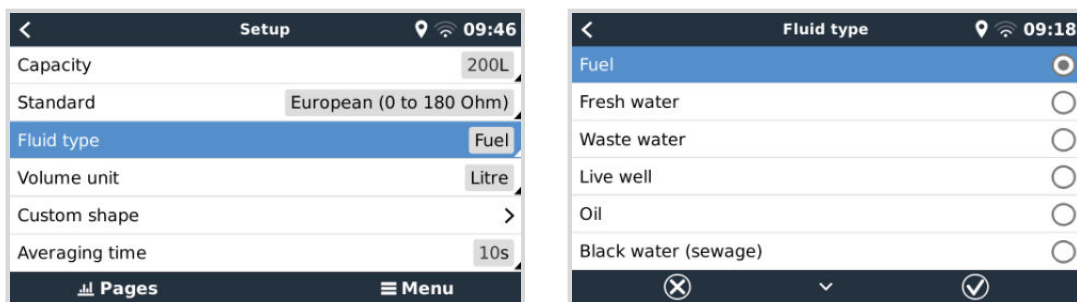 Setup 09:46
Capacity 200L
Standard European (0 to 180 Ohm)
Fluid type Fuel
Volume unit Litre
Custom shape
Averaging time 10s
Pages Menu
Fluid type 09:18
Fuel
Fresh water
Waste water
Live well
Oil
Black water (sewage)